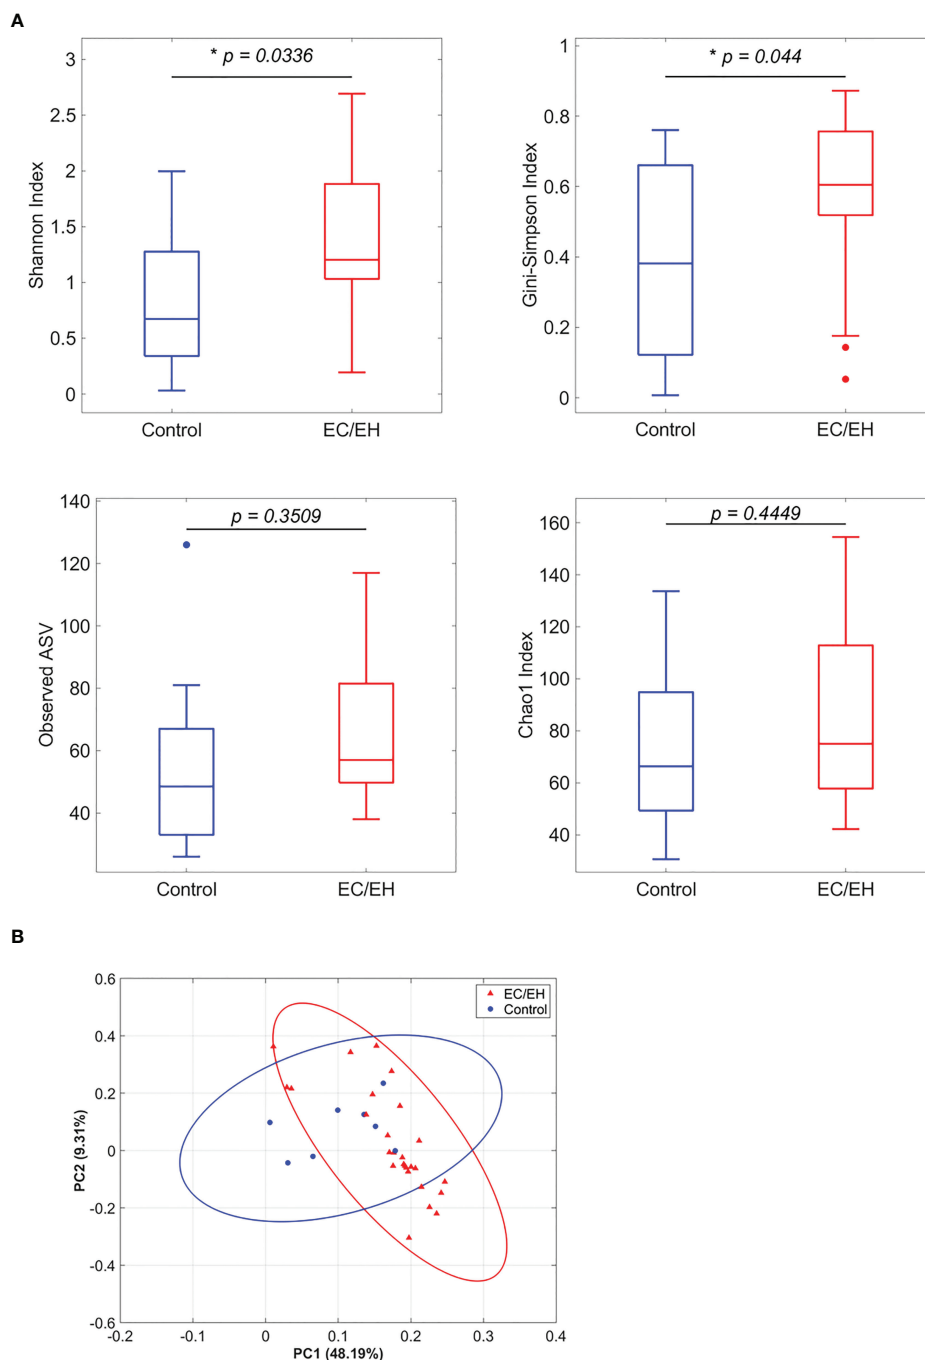 A
* p = 0.0336
Shannon Index
3
2.5
2
1.5
1
0.5
0
Control
EC/EH
* p = 0.044
Gini-Simpson Index
1
0.8
0.6
0.4
0.2
0
Control
EC/EH
p = 0.3509
Observed ASV
140
120
100
80
60
40
Control
EC/EH
p = 0.4449
Chao1 Index
160
140
120
100
80
60
40
Control
EC/EH
B
EC/EH
Control
PC2 (9.31%)
0.6
0.4
0.2
0
-0.2
-0.4
-0.6
-0.2
-0.1
0
0.1
0.2
0.3
0.4
PC1 (48.19%)